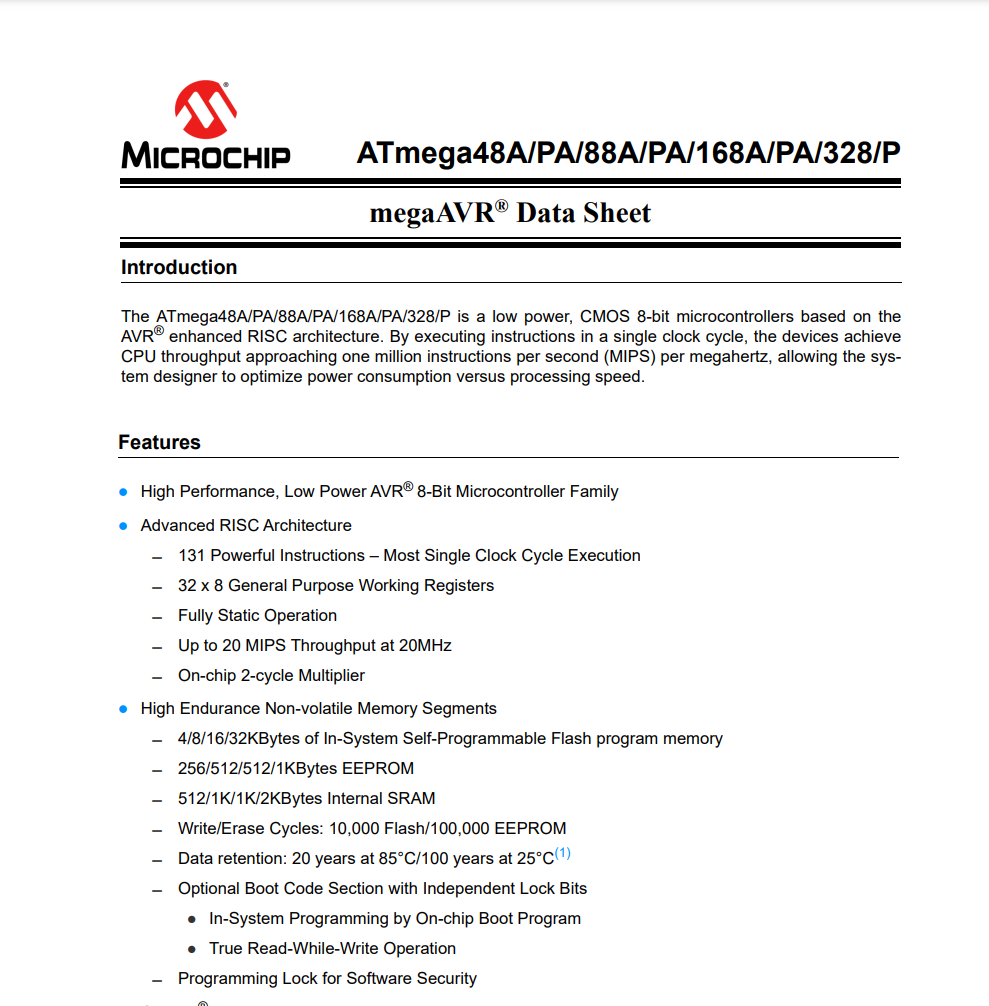 MICROCHIP
ATmega48A/PA/88A/PA/168A/PA/328/P
megaAVR® Data Sheet
Introduction
The ATmega48A/PA/88A/PA/168A/PA/328/P is a low power, CMOS 8-bit microcontrollers based on the
AVR® enhanced RISC architecture. By executing instructions in a single clock cycle, the devices achieve
CPU throughput approaching one million instructions per second (MIPS) per megahertz, allowing the sys-
tem designer to optimize power consumption versus processing speed.
Features
• High Performance, Low Power AVR® 8-Bit Microcontroller Family
• Advanced RISC Architecture
– 131 Powerful Instructions – Most Single Clock Cycle Execution
– 32 x 8 General Purpose Working Registers
– Fully Static Operation
– Up to 20 MIPS Throughput at 20MHz
– On-chip 2-cycle Multiplier
• High Endurance Non-volatile Memory Segments
– 4/8/16/32KBytes of In-System Self-Programmable Flash program memory
– 256/512/512/1KBytes EEPROM
– 512/1K/1K/2KBytes Internal SRAM
– Write/Erase Cycles: 10,000 Flash/100,000 EEPROM
– Data retention: 20 years at 85°C/100 years at 25°C(1)
– Optional Boot Code Section with Independent Lock Bits
• In-System Programming by On-chip Boot Program
• True Read-While-Write Operation
– Programming Lock for Software Security